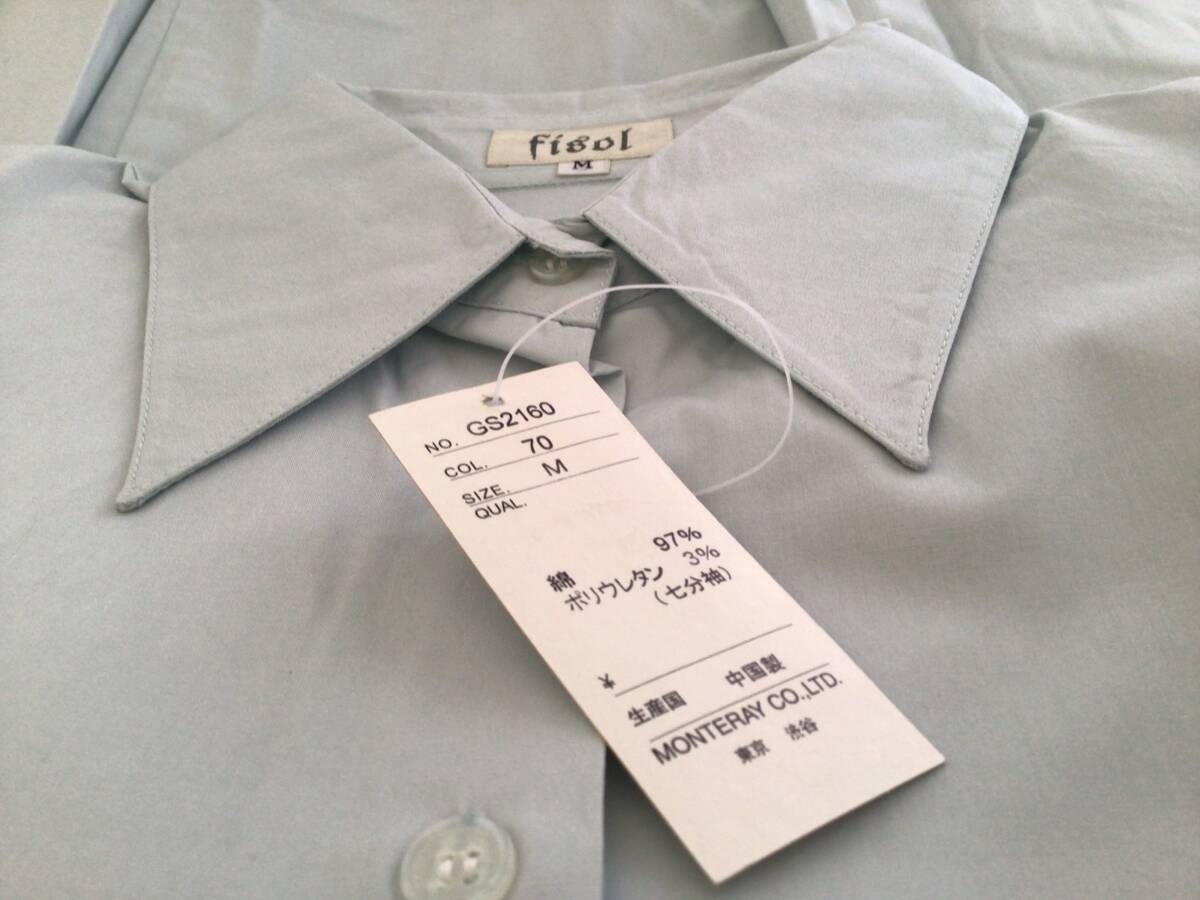 fisol
M
NO. GS2160
COL. 70
SIZE. M
QUAL.
綿 97%
ポリウレタン 3%
(七分袖)
生産国 中国製
MONTERAY CO.,LTD.
東京 渋谷